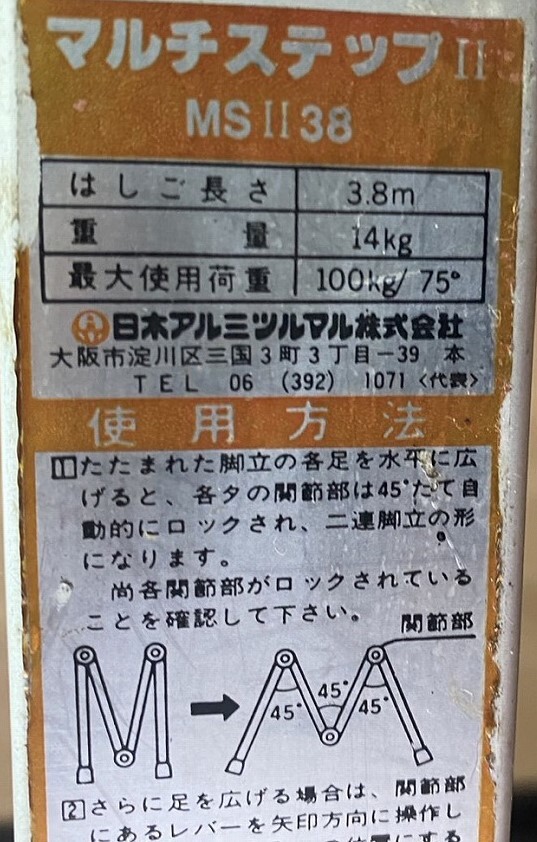 マルチステップⅡ
MSⅡ38
はしご長さ 3.8m
重量 14kg
最大使用荷重 100kg/75°
日本アルミツルマル株式会社
大阪市淀川区三国3町3丁目ー39 本
TEL 06 (392) 1071 <代表>
使用方法
1 たたまれた脚立の各足を水平に広
げると、各々の関節部は45°たて自
動的にロックされ、二連脚立の形
になります。
尚各関節部がロックされている
ことを確認して下さい。
関節部
45° 45° 45°
2 さらに足を広げる場合は、関節部
にあるレバーを矢印方向に操作し